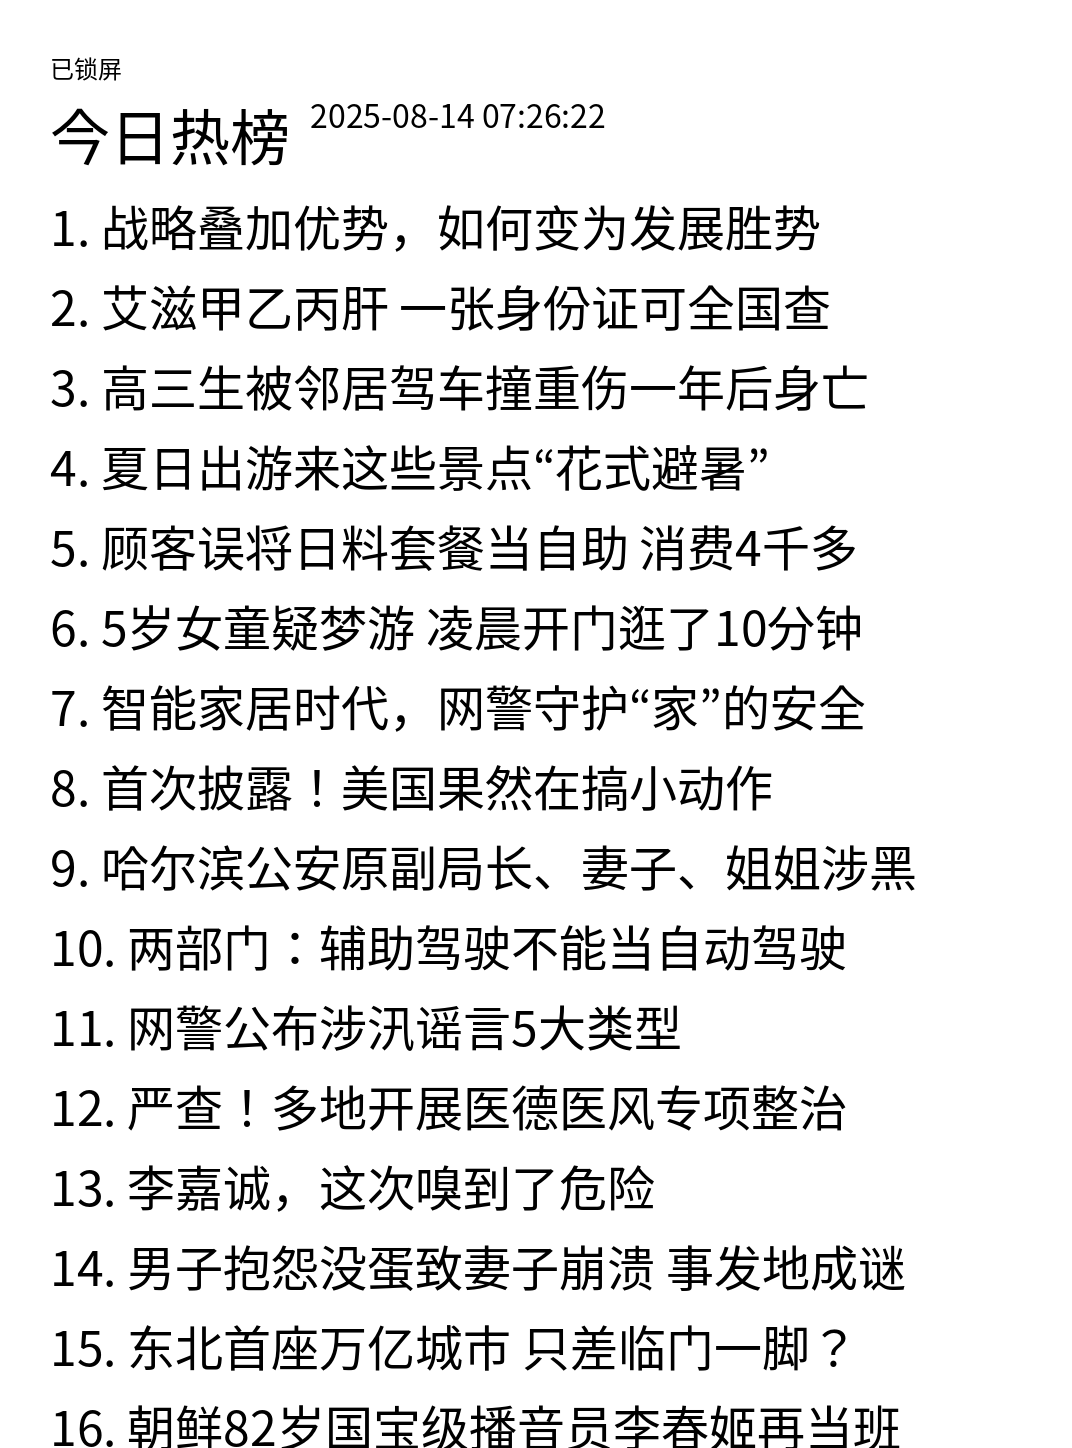 已锁屏
今日热榜 2025-08-14 07:26:22
1. 战略叠加优势，如何变为发展胜势
2. 艾滋甲乙丙肝 一张身份证可全国查
3. 高三生被邻居驾车撞重伤一年后身亡
4. 夏日出游来这些景点“花式避暑”
5. 顾客误将日料套餐当自助 消费4千多
6. 5岁女童疑梦游 凌晨开门逛了10分钟
7. 智能家居时代，网警守护“家”的安全
8. 首次披露！美国果然在搞小动作
9. 哈尔滨公安原副局长、妻子、姐姐涉黑
10. 两部门：辅助驾驶不能当自动驾驶
11. 网警公布涉汛谣言5大类型
12. 严查！多地开展医德医风专项整治
13. 李嘉诚，这次嗅到了危险
14. 男子抱怨没蛋致妻子崩溃 事发地成谜
15. 东北首座万亿城市 只差临门一脚？
16. 朝鲜82岁国宝级播音员李春姬再当班